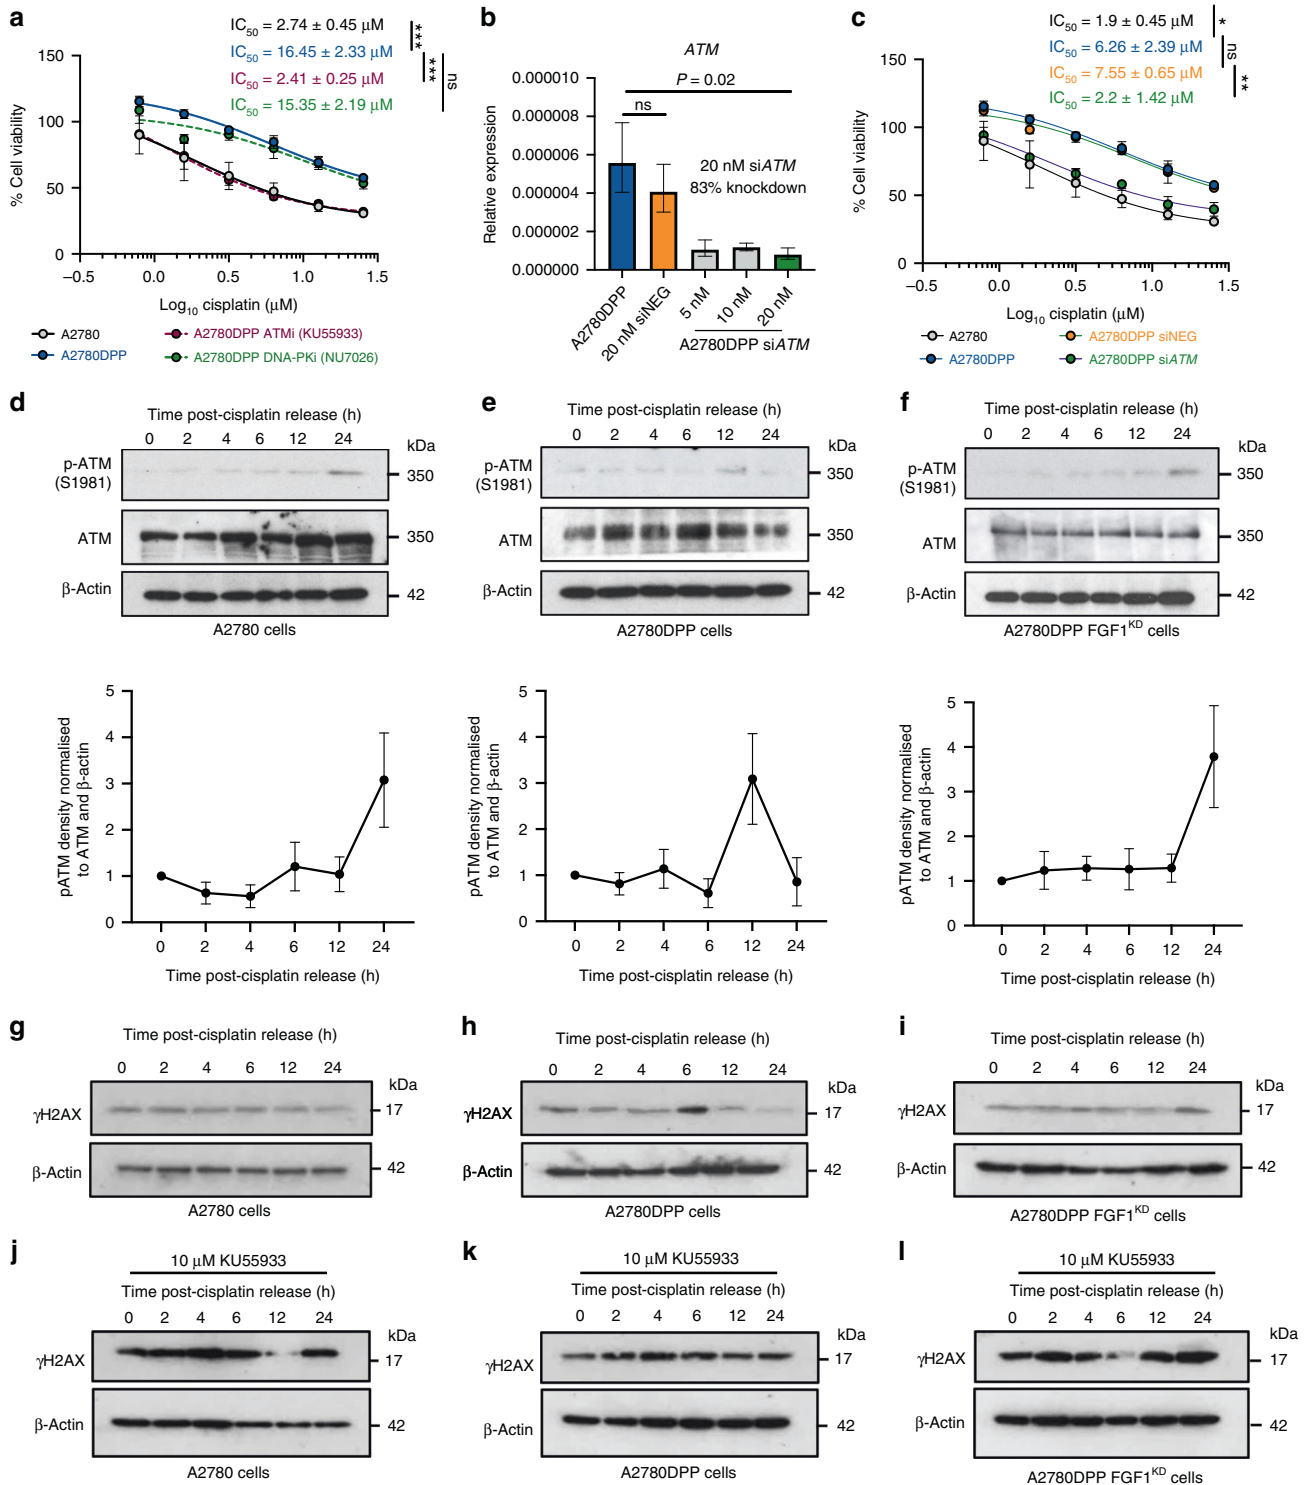 a
IC50 = 2.74 ± 0.45 μM
IC50 = 16.45 ± 2.33 μM
IC50 = 2.41 ± 0.25 μM
IC50 = 15.35 ± 2.19 μM
***
***
ns
% Cell viability
150
100
50
0
−0.5
0.0
0.5
1.0
1.5
Log10 cisplatin (μM)
A2780
A2780DPP
A2780DPP ATMi (KU55933)
A2780DPP DNA-PKi (NU7026)
b
ATM
Relative expression
0.000010
0.000008
0.000006
0.000004
0.000002
0.000000
P = 0.02
ns
20 nM siATM
83% knockdown
A2780DPP
20 nM siNEG
5 nM
10 nM
20 nM
A2780DPP siATM
c
IC50 = 1.9 ± 0.45 μM
IC50 = 6.26 ± 2.39 μM
IC50 = 7.55 ± 0.65 μM
IC50 = 2.2 ± 1.42 μM
*
ns
**
% Cell viability
150
100
50
0
−0.5
0.0
0.5
1.0
1.5
Log10 cisplatin (μM)
A2780
A2780DPP
A2780DPP siNEG
A2780DPP siATM
d
Time post-cisplatin release (h)
0 2 4 6 12 24
kDa
p-ATM
(S1981)
350
ATM
350
β-Actin
42
A2780 cells
pATM density normalised
to ATM and β-actin
5
4
3
2
1
0
0 2 4 6 12 24
Time post-cisplatin release (h)
e
Time post-cisplatin release (h)
0 2 4 6 12 24
kDa
p-ATM
(S1981)
350
ATM
350
β-Actin
42
A2780DPP cells
pATM density normalised
to ATM and β-actin
5
4
3
2
1
0
0 2 4 6 12 24
Time post-cisplatin release (h)
f
Time post-cisplatin release (h)
0 2 4 6 12 24
kDa
p-ATM
(S1981)
350
ATM
350
β-Actin
42
A2780DPP FGF1KD cells
pATM density normalised
to ATM and β-actin
5
4
3
2
1
0
0 2 4 6 12 24
Time post-cisplatin release (h)
g
Time post-cisplatin release (h)
0 2 4 6 12 24
kDa
γH2AX
17
β-Actin
42
A2780 cells
h
Time post-cisplatin release (h)
0 2 4 6 12 24
kDa
γH2AX
17
β-Actin
42
A2780DPP cells
i
Time post-cisplatin release (h)
0 2 4 6 12 24
kDa
γH2AX
17
β-Actin
42
A2780DPP FGF1KD cells
j
10 μM KU55933
Time post-cisplatin release (h)
0 2 4 6 12 24
kDa
γH2AX
17
β-Actin
42
A2780 cells
k
10 μM KU55933
Time post-cisplatin release (h)
0 2 4 6 12 24
kDa
γH2AX
17
β-Actin
42
A2780DPP cells
l
10 μM KU55933
Time post-cisplatin release (h)
0 2 4 6 12 24
kDa
γH2AX
17
β-Actin
42
A2780DPP FGF1KD cells